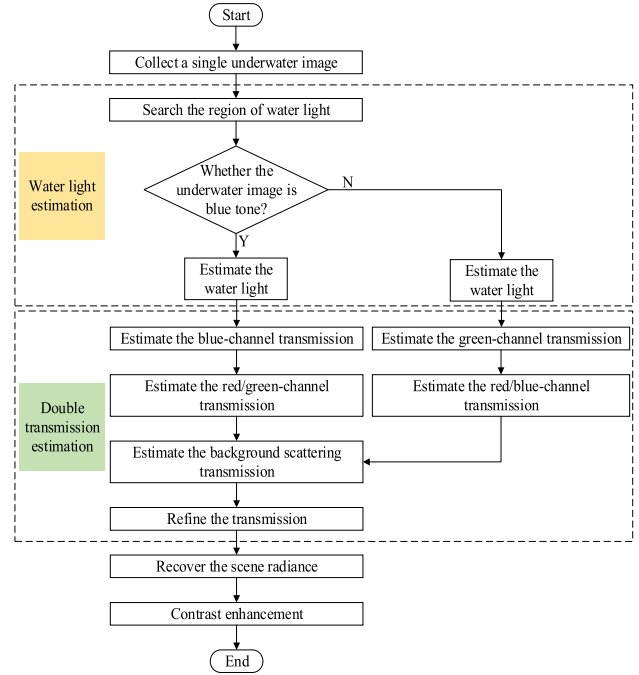 Start
Collect a single underwater image
Search the region of water light
Water light
estimation
Whether the
underwater image is
blue tone?
N
Y
Estimate the
water light
Estimate the
water light
Estimate the blue-channel transmission
Estimate the green-channel transmission
Estimate the red/green-channel
transmission
Estimate the red/blue-channel
transmission
Double
transmission
estimation
Estimate the background scattering
transmission
Refine the transmission
Recover the scene radiance
Contrast enhancement
End